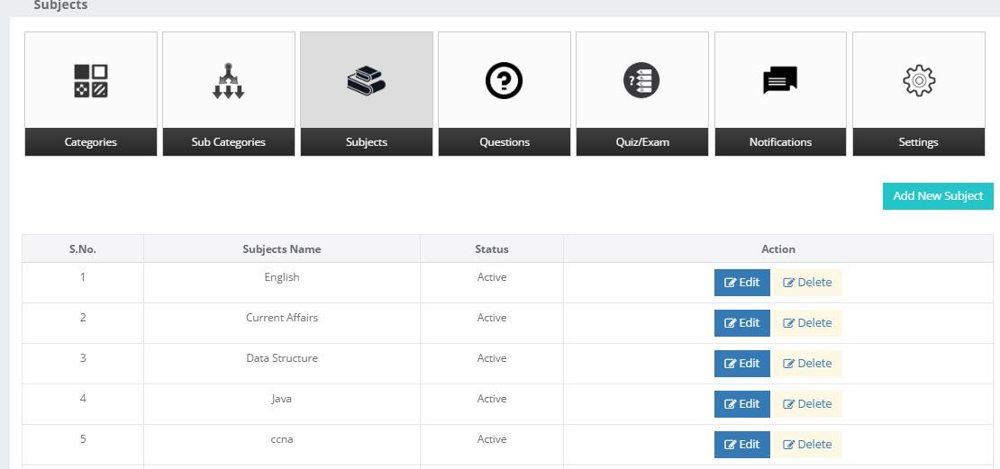 Subjects
Categories Sub Categories Subjects Questions Quiz/Exam Notifications Settings
Add New Subject
S.No. Subjects Name Status Action
1 English Active Edit Delete
2 Current Affairs Active Edit Delete
3 Data Structure Active Edit Delete
4 Java Active Edit Delete
5 ccna Active Edit Delete